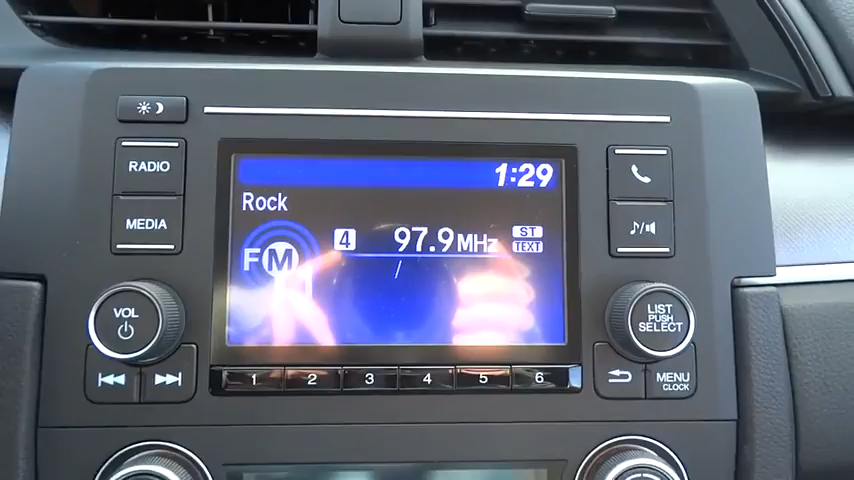 1:29
RADIO
Rock
MEDIA
FM 4 97.9MHz ST
TEXT
/
VOL
LIST
PUSH
SELECT
1 2 3 4 5 6
MENU
CLOCK